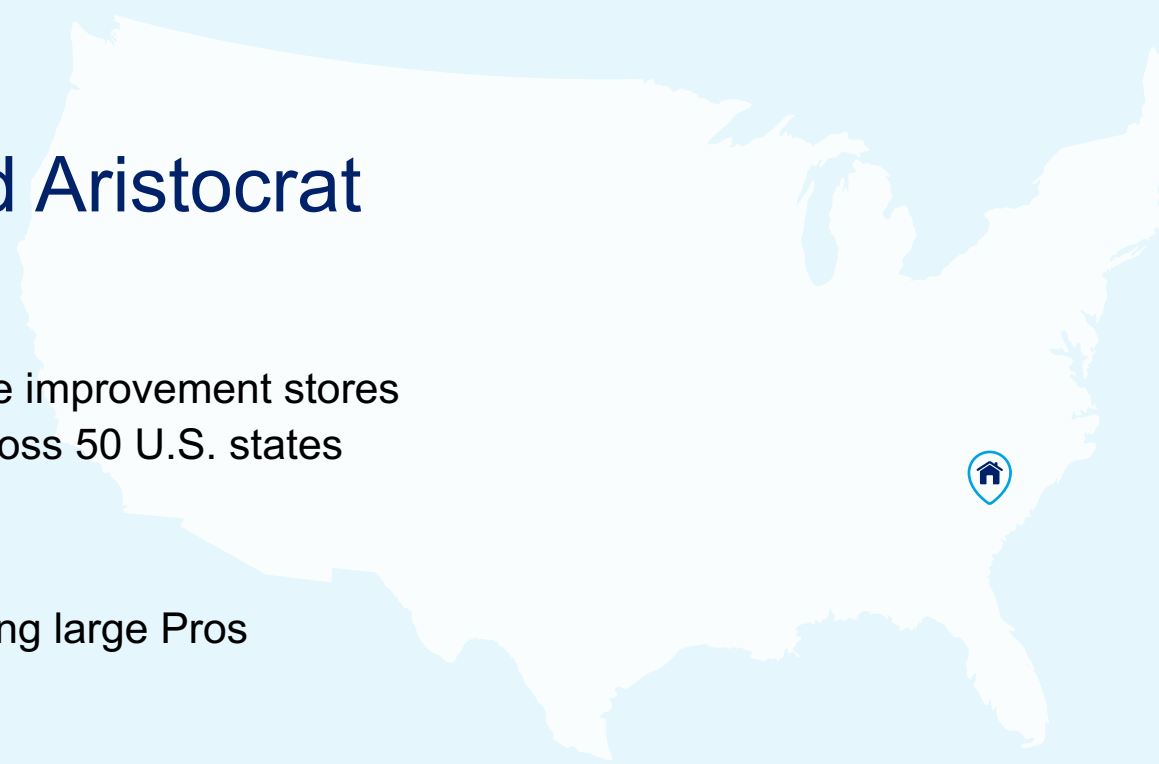 d Aristocrat
e improvement stores
oss 50 U.S. states
ng large Pros